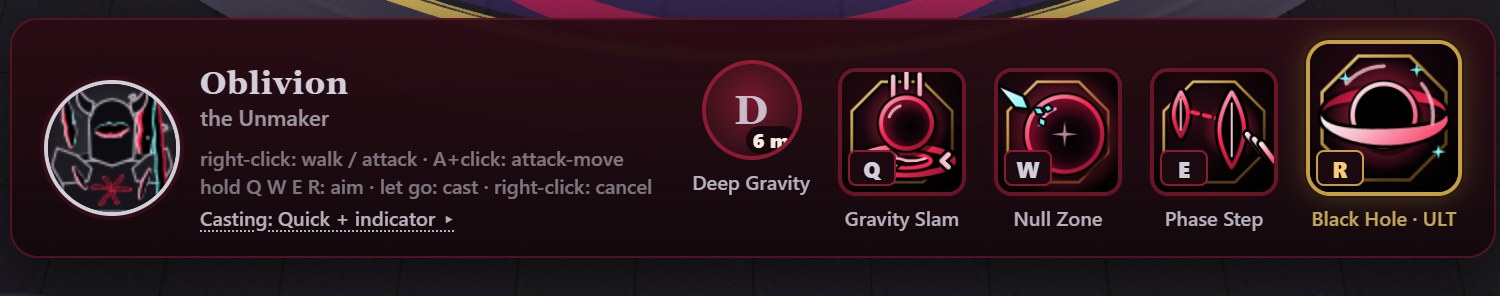 Oblivion
the Unmaker
right-click: walk / attack · A+click: attack-move
hold Q W E R: aim · let go: cast · right-click: cancel
Casting: Quick + indicator ▸
D
6 m
Deep Gravity
Q
Gravity Slam
W
Null Zone
E
Phase Step
R
Black Hole · ULT